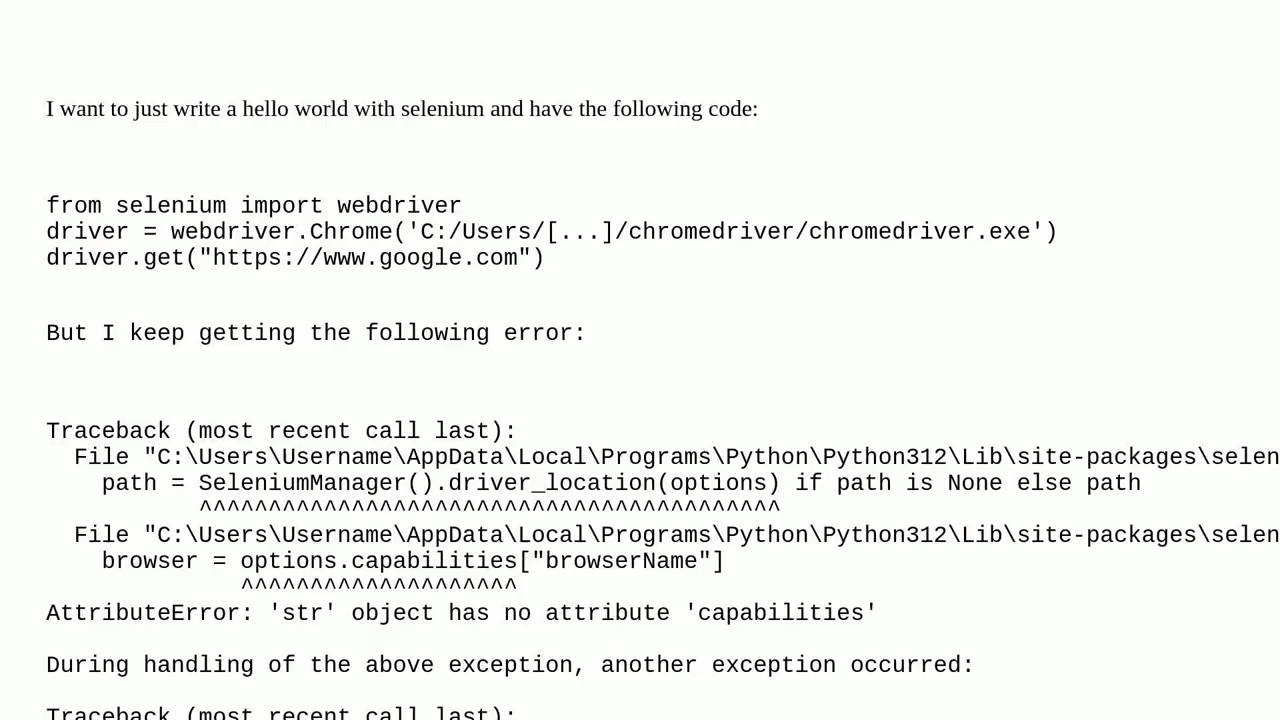 I want to just write a hello world with selenium and have the following code:
from selenium import webdriver
driver = webdriver.Chrome('C:/Users/[...]/chromedriver/chromedriver.exe')
driver.get("https://www.google.com")
But I keep getting the following error:
Traceback (most recent call last):
  File "C:\Users\Username\AppData\Local\Programs\Python\Python312\Lib\site-packages\selen
    path = SeleniumManager().driver_location(options) if path is None else path
           ^^^^^^^^^^^^^^^^^^^^^^^^^^^^^^^^^^^^^^^^^^
  File "C:\Users\Username\AppData\Local\Programs\Python\Python312\Lib\site-packages\selen
    browser = options.capabilities["browserName"]
              ^^^^^^^^^^^^^^^^^^^^
AttributeError: 'str' object has no attribute 'capabilities'
During handling of the above exception, another exception occurred:
Traceback (most recent call last):